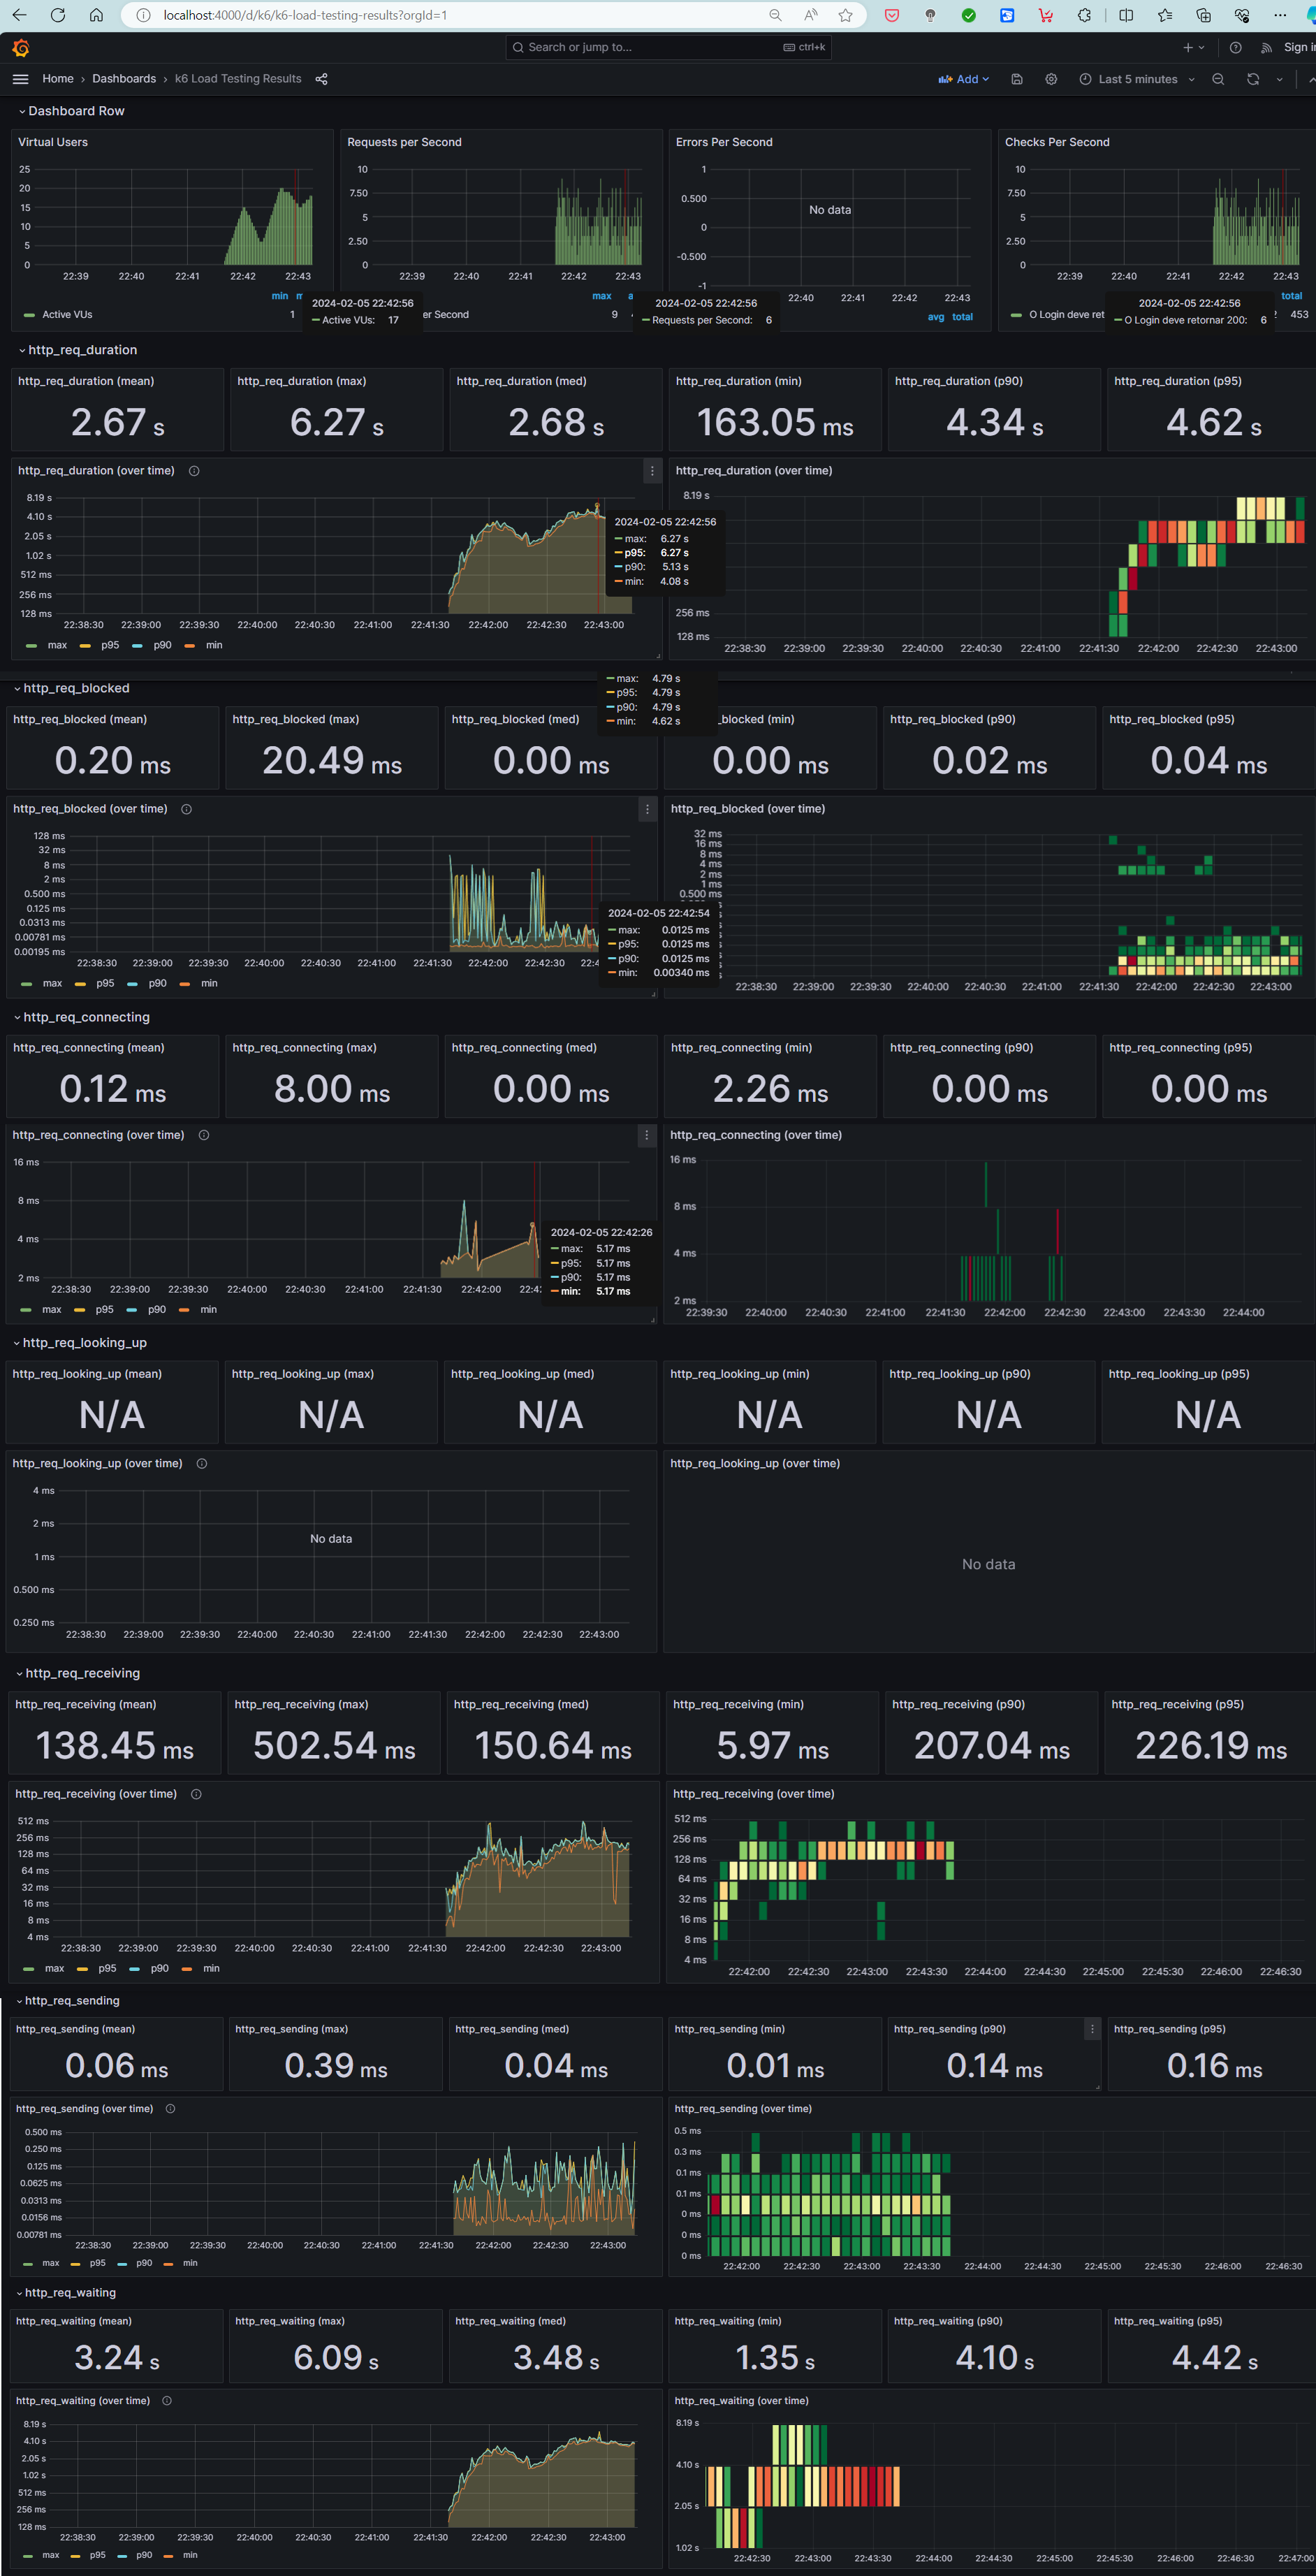 localhost:4000/d/k6/k6-load-testing-results?orgId=1
Search or jump to...
ctrl+k
Sign i
Home › Dashboards › k6 Load Testing Results
Add
Last 5 minutes
Dashboard Row
Virtual Users
25
20
15
10
5
0
22:39 22:40 22:41 22:42 22:43
min
Active VUs 1
2024-02-05 22:42:56
Active VUs: 17
Requests per Second
10
7.50
5
2.50
0
22:39 22:40 22:41 22:42 22:43
max
er Second 9
2024-02-05 22:42:56
Requests per Second: 6
Errors Per Second
1
0.500
0
-0.500
-1
No data
22:40 22:41 22:42 22:43
avg total
Checks Per Second
10
7.50
5
2.50
0
22:39 22:40 22:41 22:42 22:43
total
O Login deve ret 453
2024-02-05 22:42:56
O Login deve retornar 200: 6
http_req_duration
http_req_duration (mean)
2.67 s
http_req_duration (max)
6.27 s
http_req_duration (med)
2.68 s
http_req_duration (min)
163.05 ms
http_req_duration (p90)
4.34 s
http_req_duration (p95)
4.62 s
http_req_duration (over time)
8.19 s
4.10 s
2.05 s
1.02 s
512 ms
256 ms
128 ms
22:38:30 22:39:00 22:39:30 22:40:00 22:40:30 22:41:00 22:41:30 22:42:00 22:42:30 22:43:00
max p95 p90 min
2024-02-05 22:42:56
max: 6.27 s
p95: 6.27 s
p90: 5.13 s
min: 4.08 s
http_req_duration (over time)
8.19 s
256 ms
128 ms
22:38:30 22:39:00 22:39:30 22:40:00 22:40:30 22:41:00 22:41:30 22:42:00 22:42:30 22:43:00
max: 4.79 s
p95: 4.79 s
p90: 4.79 s
min: 4.62 s
http_req_blocked
http_req_blocked (mean)
0.20 ms
http_req_blocked (max)
20.49 ms
http_req_blocked (med)
0.00 ms
_blocked (min)
0.00 ms
http_req_blocked (p90)
0.02 ms
http_req_blocked (p95)
0.04 ms
http_req_blocked (over time)
128 ms
32 ms
8 ms
2 ms
0.500 ms
0.125 ms
0.0313 ms
0.00781 ms
0.00195 ms
22:38:30 22:39:00 22:39:30 22:40:00 22:40:30 22:41:00 22:41:30 22:42:00 22:42:30 22:4
max p95 p90 min
2024-02-05 22:42:54
max: 0.0125 ms
p95: 0.0125 ms
p90: 0.0125 ms
min: 0.00340 ms
http_req_blocked (over time)
32 ms
16 ms
8 ms
4 ms
2 ms
1 ms
0.500 ms
22:38:30 22:39:00 22:39:30 22:40:00 22:40:30 22:41:00 22:41:30 22:42:00 22:42:30 22:43:00
http_req_connecting
http_req_connecting (mean)
0.12 ms
http_req_connecting (max)
8.00 ms
http_req_connecting (med)
0.00 ms
http_req_connecting (min)
2.26 ms
http_req_connecting (p90)
0.00 ms
http_req_connecting (p95)
0.00 ms
http_req_connecting (over time)
16 ms
8 ms
4 ms
2 ms
22:38:30 22:39:00 22:39:30 22:40:00 22:40:30 22:41:00 22:41:30 22:42:00 22:42:
max p95 p90 min
2024-02-05 22:42:26
max: 5.17 ms
p95: 5.17 ms
p90: 5.17 ms
min: 5.17 ms
http_req_connecting (over time)
16 ms
8 ms
4 ms
2 ms
22:39:30 22:40:00 22:40:30 22:41:00 22:41:30 22:42:00 22:42:30 22:43:00 22:43:30 22:44:00
http_req_looking_up
http_req_looking_up (mean)
N/A
http_req_looking_up (max)
N/A
http_req_looking_up (med)
N/A
http_req_looking_up (min)
N/A
http_req_looking_up (p90)
N/A
http_req_looking_up (p95)
N/A
http_req_looking_up (over time)
4 ms
2 ms
1 ms
0.500 ms
0.250 ms
No data
22:38:30 22:39:00 22:39:30 22:40:00 22:40:30 22:41:00 22:41:30 22:42:00 22:42:30 22:43:00
http_req_looking_up (over time)
No data
http_req_receiving
http_req_receiving (mean)
138.45 ms
http_req_receiving (max)
502.54 ms
http_req_receiving (med)
150.64 ms
http_req_receiving (min)
5.97 ms
http_req_receiving (p90)
207.04 ms
http_req_receiving (p95)
226.19 ms
http_req_receiving (over time)
512 ms
256 ms
128 ms
64 ms
32 ms
16 ms
8 ms
4 ms
22:38:30 22:39:00 22:39:30 22:40:00 22:40:30 22:41:00 22:41:30 22:42:00 22:42:30 22:43:00
max p95 p90 min
http_req_receiving (over time)
512 ms
256 ms
128 ms
64 ms
32 ms
16 ms
8 ms
4 ms
22:42:00 22:42:30 22:43:00 22:43:30 22:44:00 22:44:30 22:45:00 22:45:30 22:46:00 22:46:30
http_req_sending
http_req_sending (mean)
0.06 ms
http_req_sending (max)
0.39 ms
http_req_sending (med)
0.04 ms
http_req_sending (min)
0.01 ms
http_req_sending (p90)
0.14 ms
http_req_sending (p95)
0.16 ms
http_req_sending (over time)
0.500 ms
0.250 ms
0.125 ms
0.0625 ms
0.0313 ms
0.0156 ms
0.00781 ms
22:38:30 22:39:00 22:39:30 22:40:00 22:40:30 22:41:00 22:41:30 22:42:00 22:42:30 22:43:00
max p95 p90 min
http_req_sending (over time)
0.5 ms
0.3 ms
0.1 ms
0.1 ms
0 ms
0 ms
0 ms
22:42:00 22:42:30 22:43:00 22:43:30 22:44:00 22:44:30 22:45:00 22:45:30 22:46:00 22:46:30
http_req_waiting
http_req_waiting (mean)
3.24 s
http_req_waiting (max)
6.09 s
http_req_waiting (med)
3.48 s
http_req_waiting (min)
1.35 s
http_req_waiting (p90)
4.10 s
http_req_waiting (p95)
4.42 s
http_req_waiting (over time)
8.19 s
4.10 s
2.05 s
1.02 s
512 ms
256 ms
128 ms
22:38:30 22:39:00 22:39:30 22:40:00 22:40:30 22:41:00 22:41:30 22:42:00 22:42:30 22:43:00
max p95 p90 min
http_req_waiting (over time)
8.19 s
4.10 s
2.05 s
1.02 s
22:42:30 22:43:00 22:43:30 22:44:00 22:44:30 22:45:00 22:45:30 22:46:00 22:46:30 22:47:00